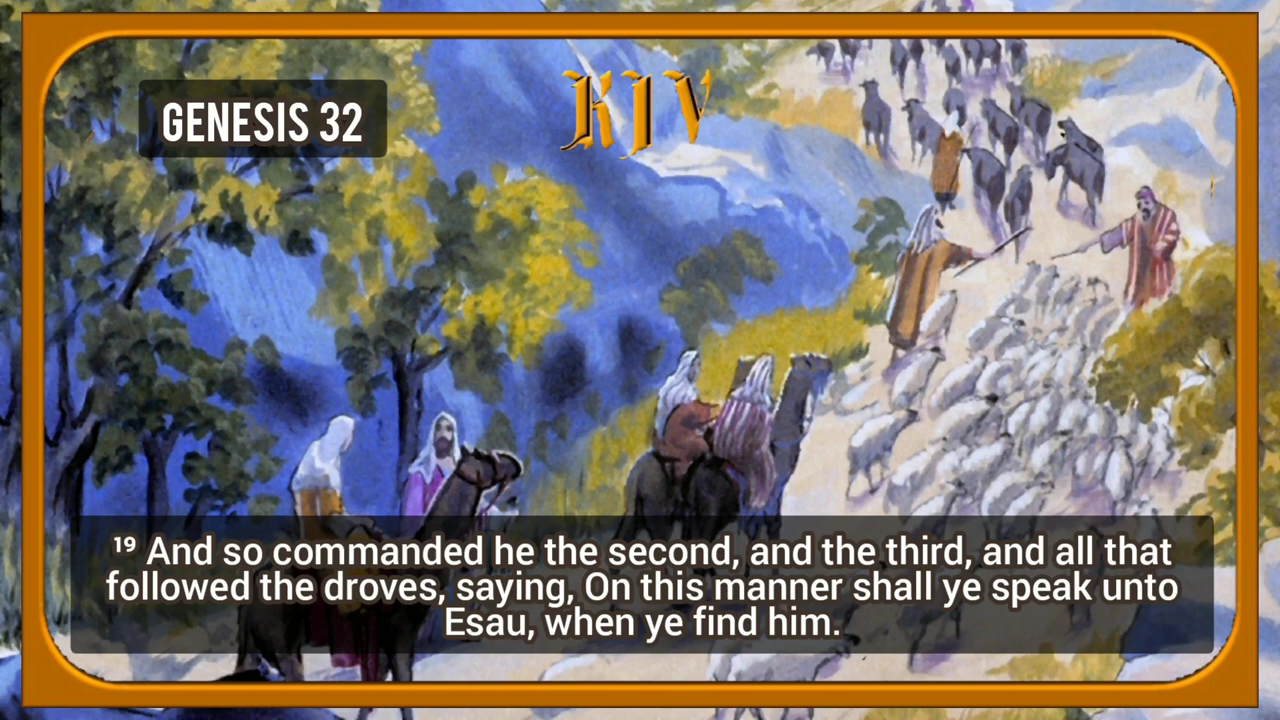 GENESIS 32
KJV
¹⁹ And so commanded he the second, and the third, and all that
followed the droves, saying, On this manner shall ye speak unto
Esau, when ye find him.